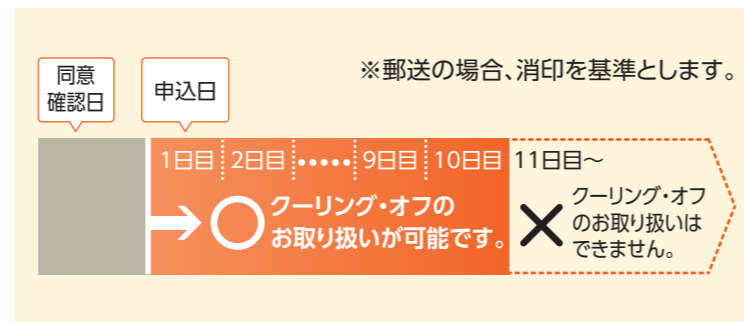 ※郵送の場合、消印を基準とします。
同意
確認日
申込日
1日目 2日目 ••••• 9日目 10日目 11日目～
クーリング・オフの
お取り扱いが可能です。
クーリング・オフ
のお取り扱いは
できません。